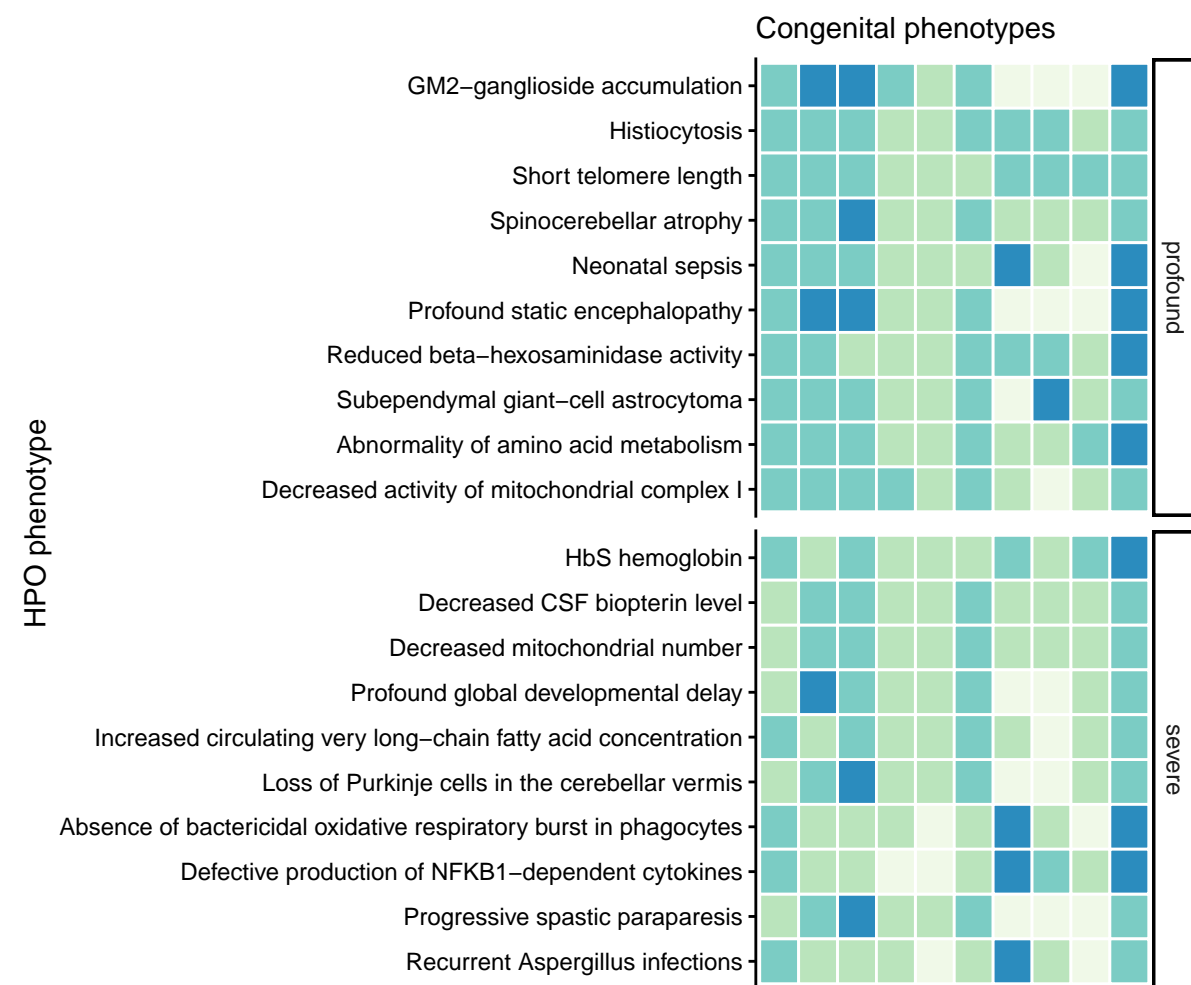 Congenital phenotypes
HPO phenotype
GM2−ganglioside accumulation
Histiocytosis
Short telomere length
Spinocerebellar atrophy
Neonatal sepsis
Profound static encephalopathy
Reduced beta−hexosaminidase activity
Subependymal giant−cell astrocytoma
Abnormality of amino acid metabolism
Decreased activity of mitochondrial complex I
profound
HbS hemoglobin
Decreased CSF biopterin level
Decreased mitochondrial number
Profound global developmental delay
Increased circulating very long−chain fatty acid concentration
Loss of Purkinje cells in the cerebellar vermis
Absence of bactericidal oxidative respiratory burst in phagocytes
Defective production of NFKB1−dependent cytokines
Progressive spastic paraparesis
Recurrent Aspergillus infections
severe